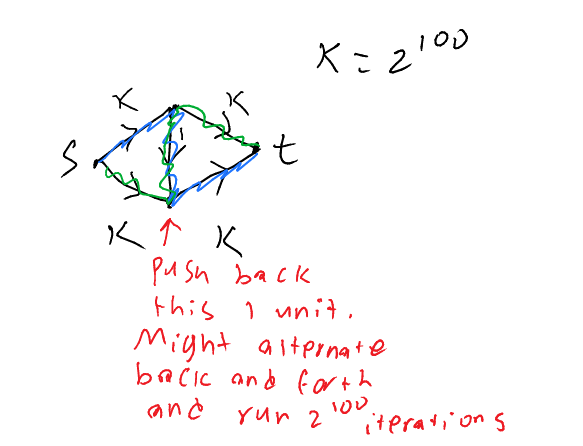 K = 2^100
K K
1
s t
K K
Push back
this 1 unit.
Might alternate
back and forth
and run 2^100 iterations